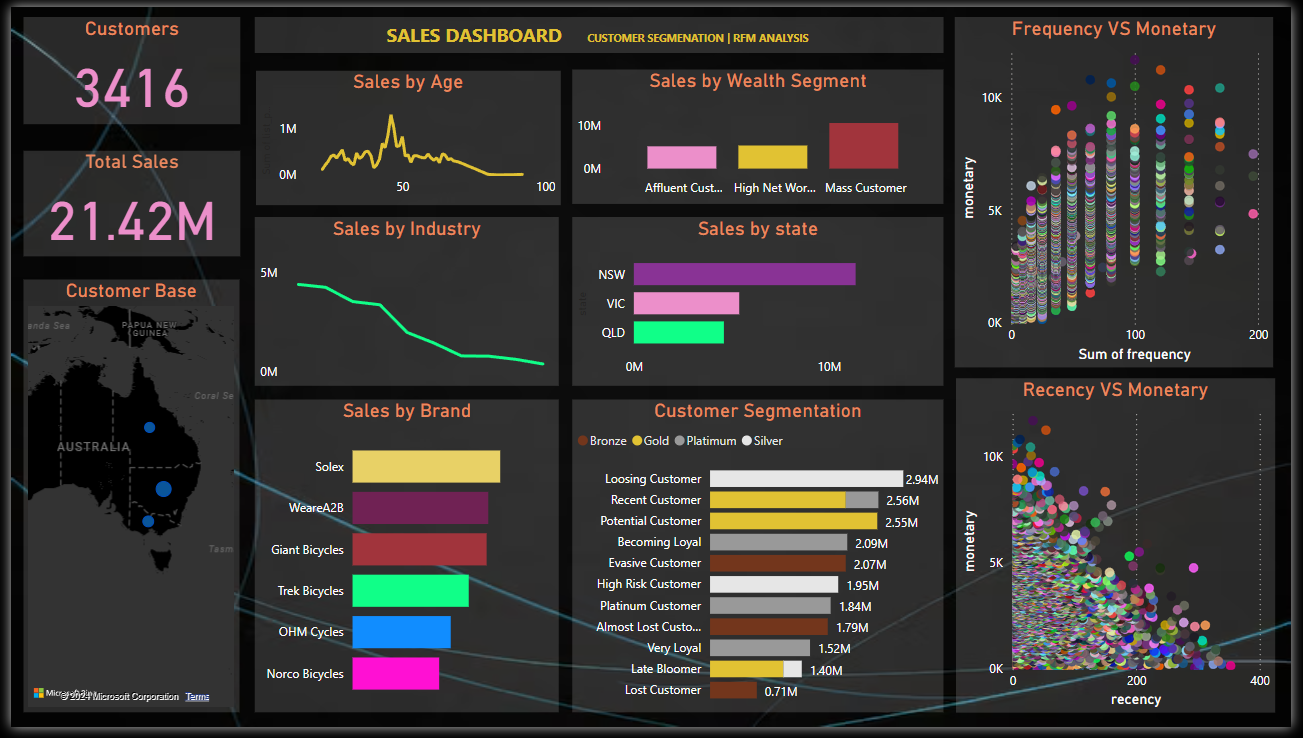 Customers
3416
Total Sales
21.42M
Customer Base
anda Sea
PAPUA NEW
GUINEA
Coral Se
AUSTRALIA
Tasm
Microsoft
Microsoft Corporation Terms
SALES DASHBOARD CUSTOMER SEGMENATION | RFM ANALYSIS
Sales by Age
1M
0M
50 100
Sales by Wealth Segment
10M
0M
Affluent Cust... High Net Wor... Mass Customer
Sales by Industry
5M
0M
Sales by state
NSW
VIC
QLD
0M 10M
Sales by Brand
Solex
WeareA2B
Giant Bicycles
Trek Bicycles
OHM Cycles
Norco Bicycles
Customer Segmentation
Bronze Gold Platinum Silver
Loosing Customer 2.94M
Recent Customer 2.56M
Potential Customer 2.55M
Becoming Loyal 2.09M
Evasive Customer 2.07M
High Risk Customer 1.95M
Platinum Customer 1.84M
Almost Lost Custo... 1.79M
Very Loyal 1.52M
Late Bloomer 1.40M
Lost Customer 0.71M
Frequency VS Monetary
monetary
10K
5K
0K
0 100 200
Sum of frequency
Recency VS Monetary
monetary
10K
5K
0K
0 200 400
recency